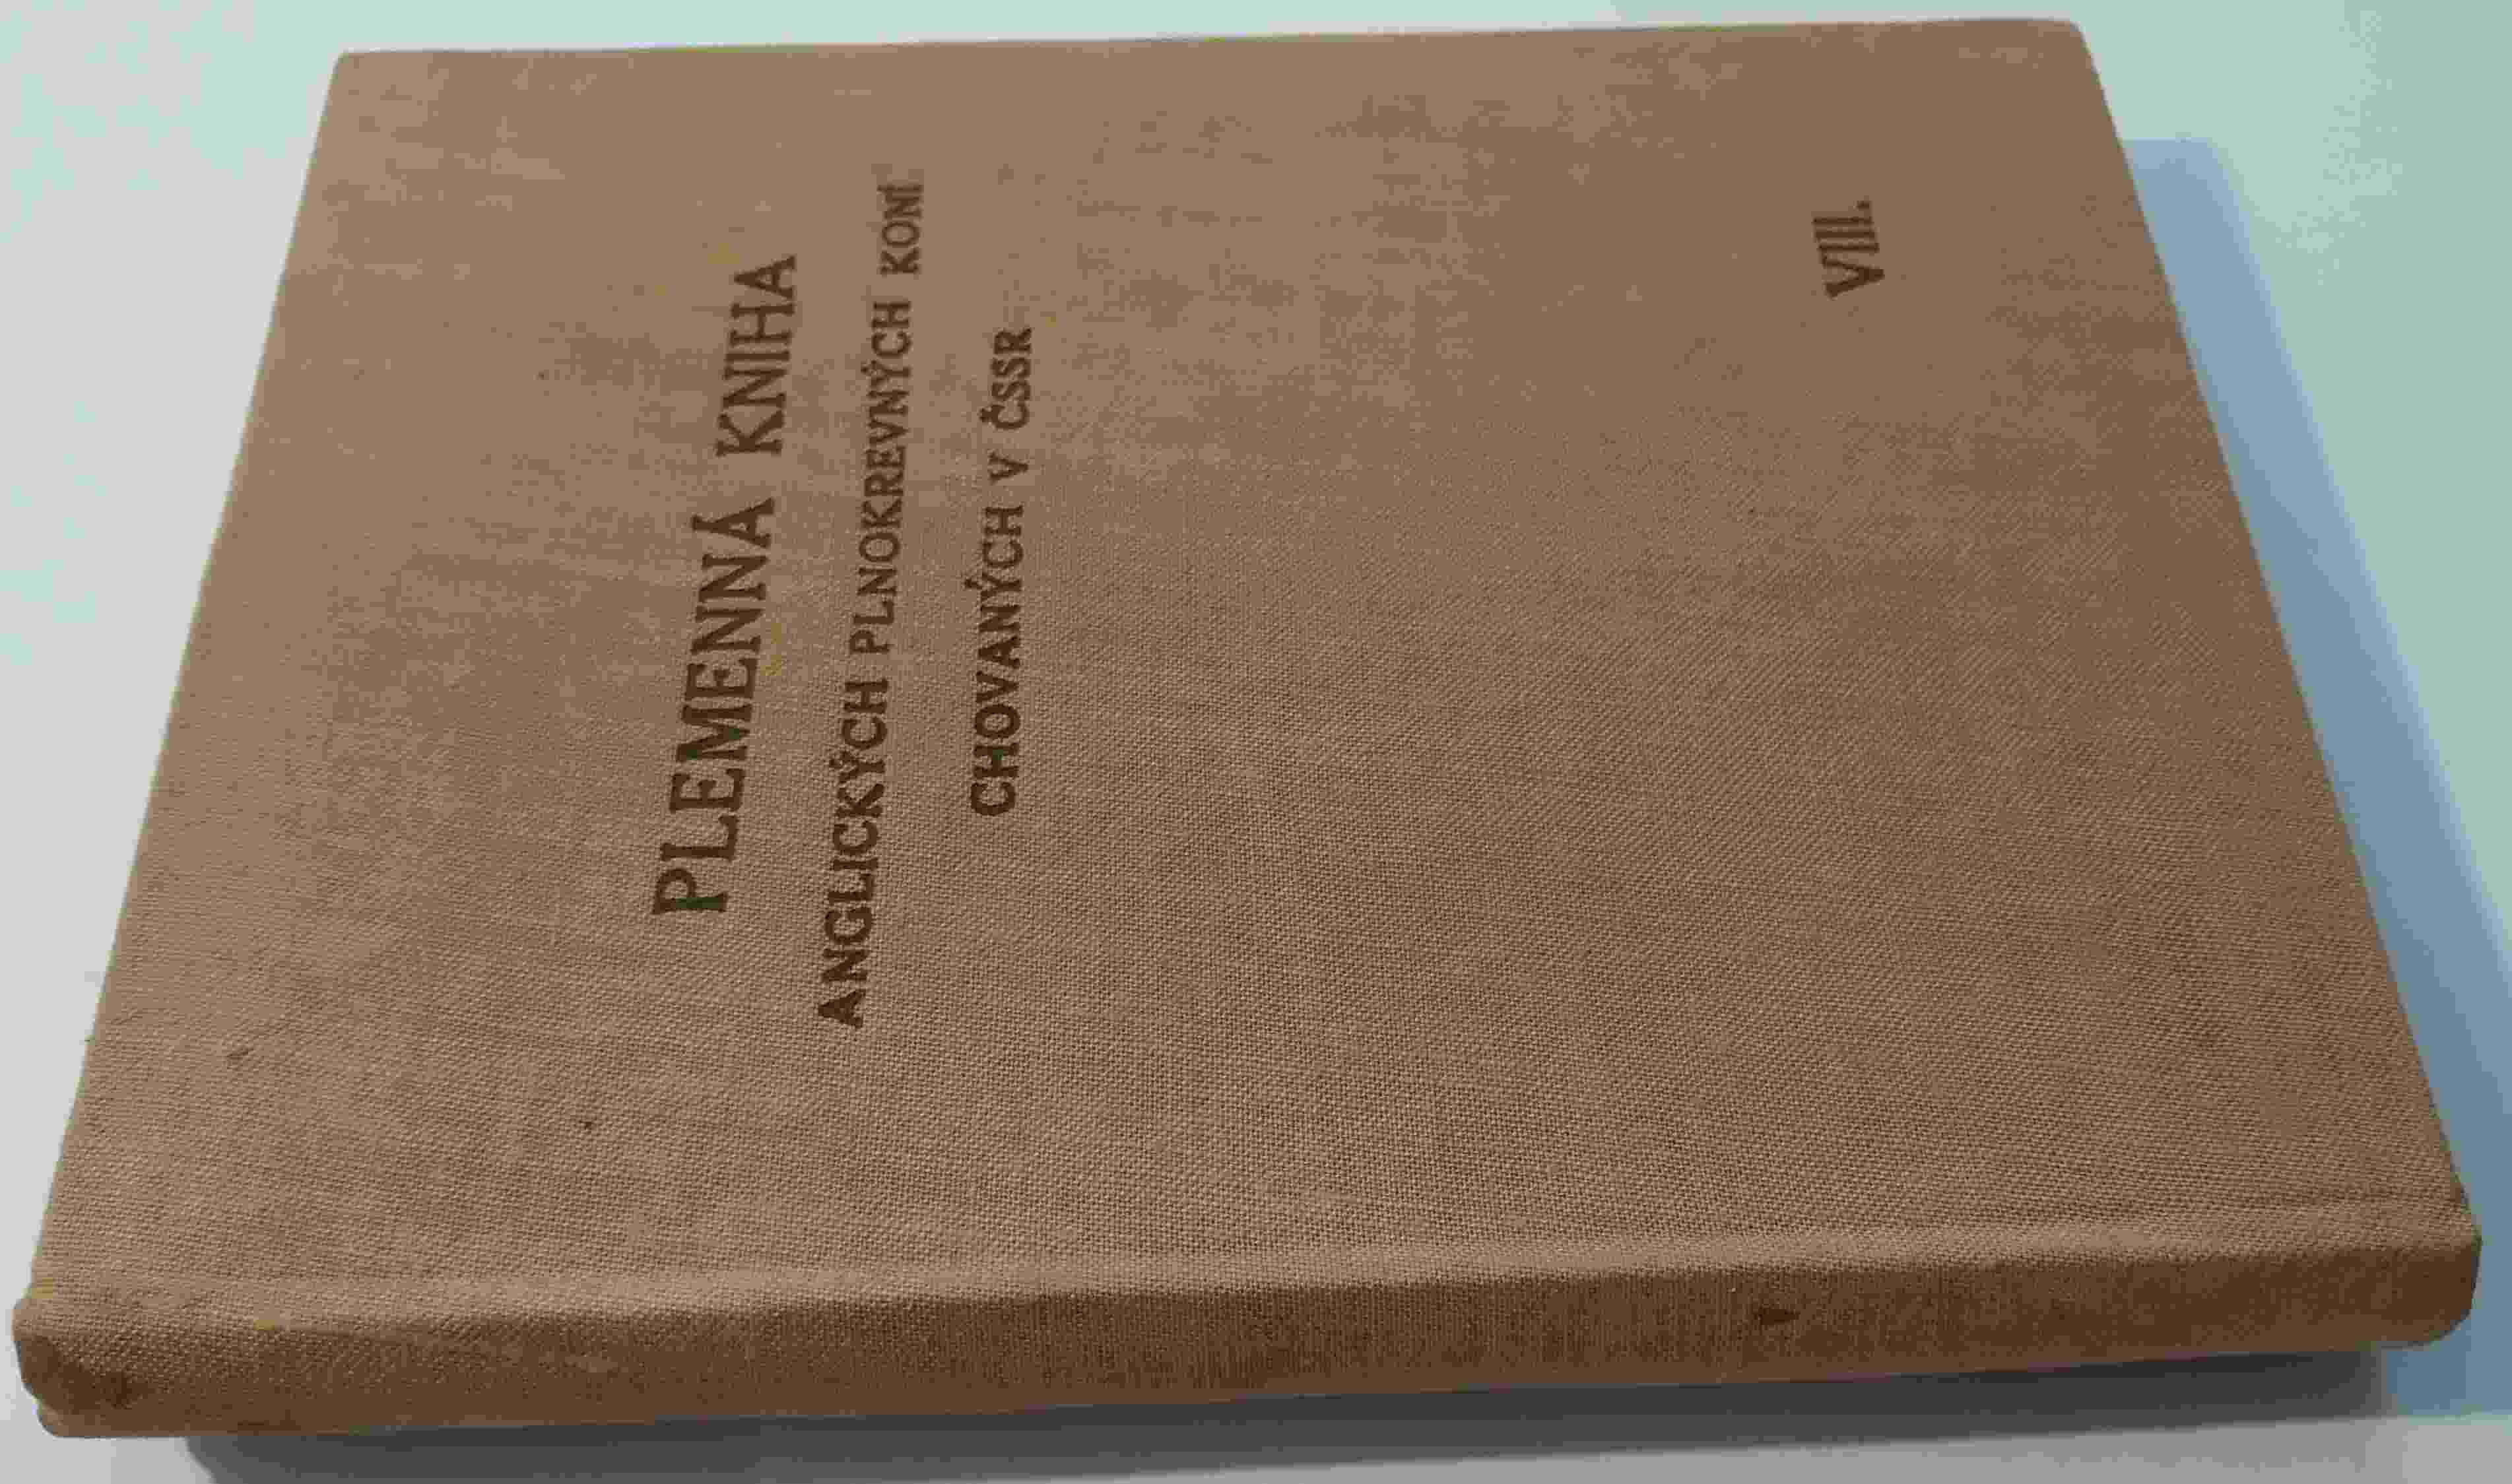 PLEMENNÁ KNIHA
ANGLICKÝCH PLNOKREVNÝCH KONÍ
CHOVANÝCH V ČSSR
VIII.